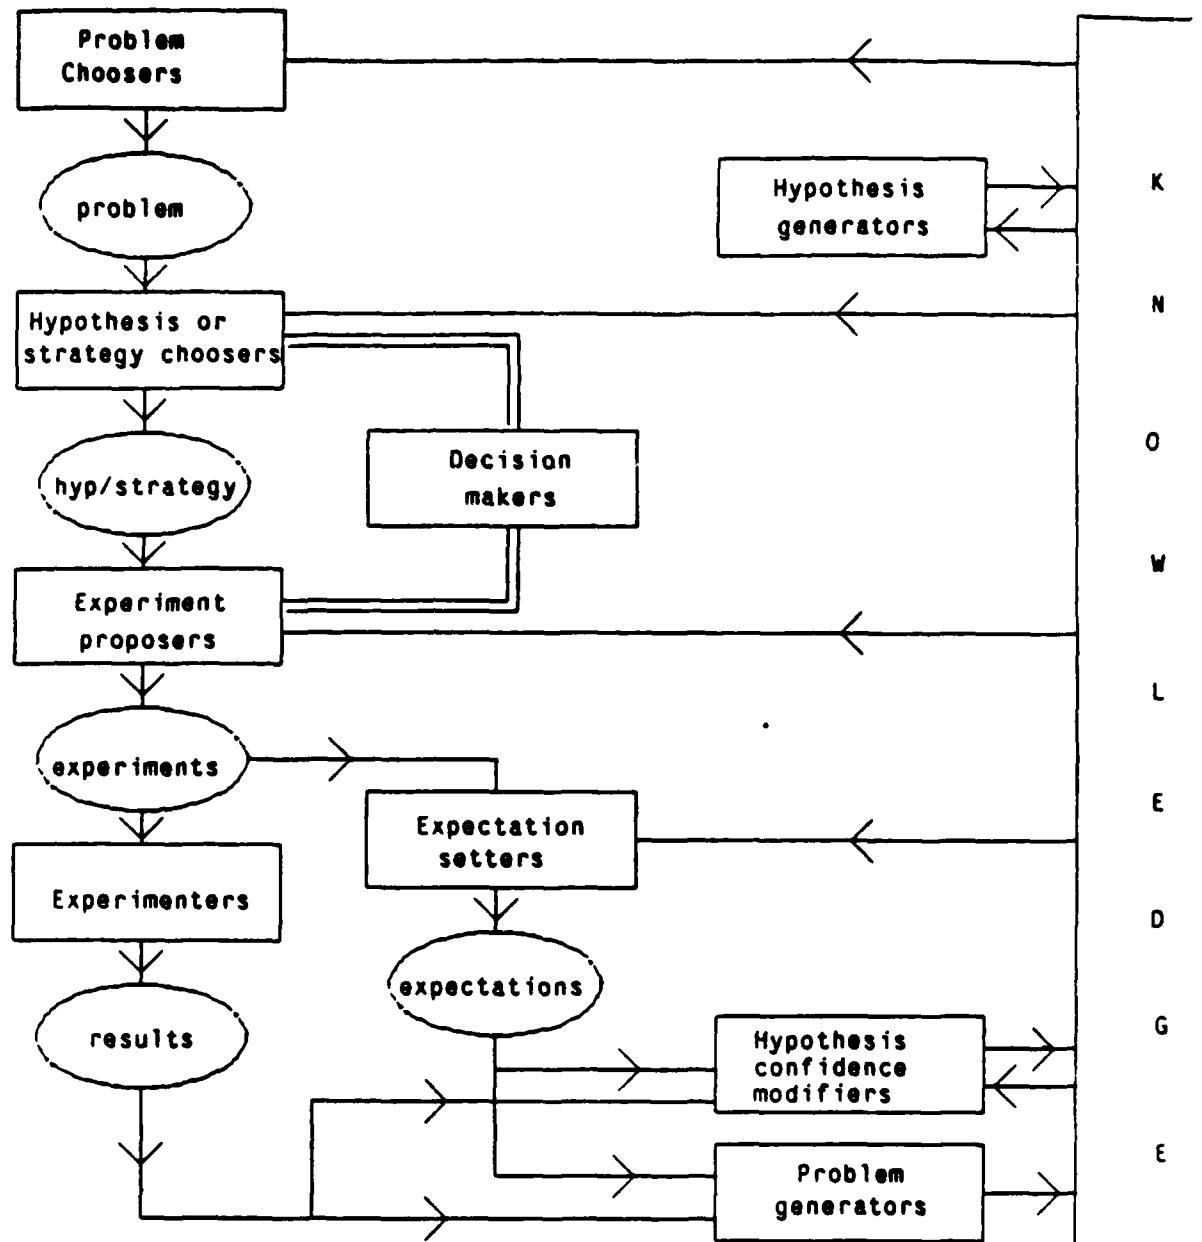 Problem
Choosers
problem
Hypothesis
generators
Hypothesis or
strategy choosers
hyp/strategy
Decision
makers
Experiment
proposers
experiments
Expectation
setters
Experimenters
expectations
results
Hypothesis
confidence
modifiers
Problem
generators
K
N
O
W
L
E
D
G
E